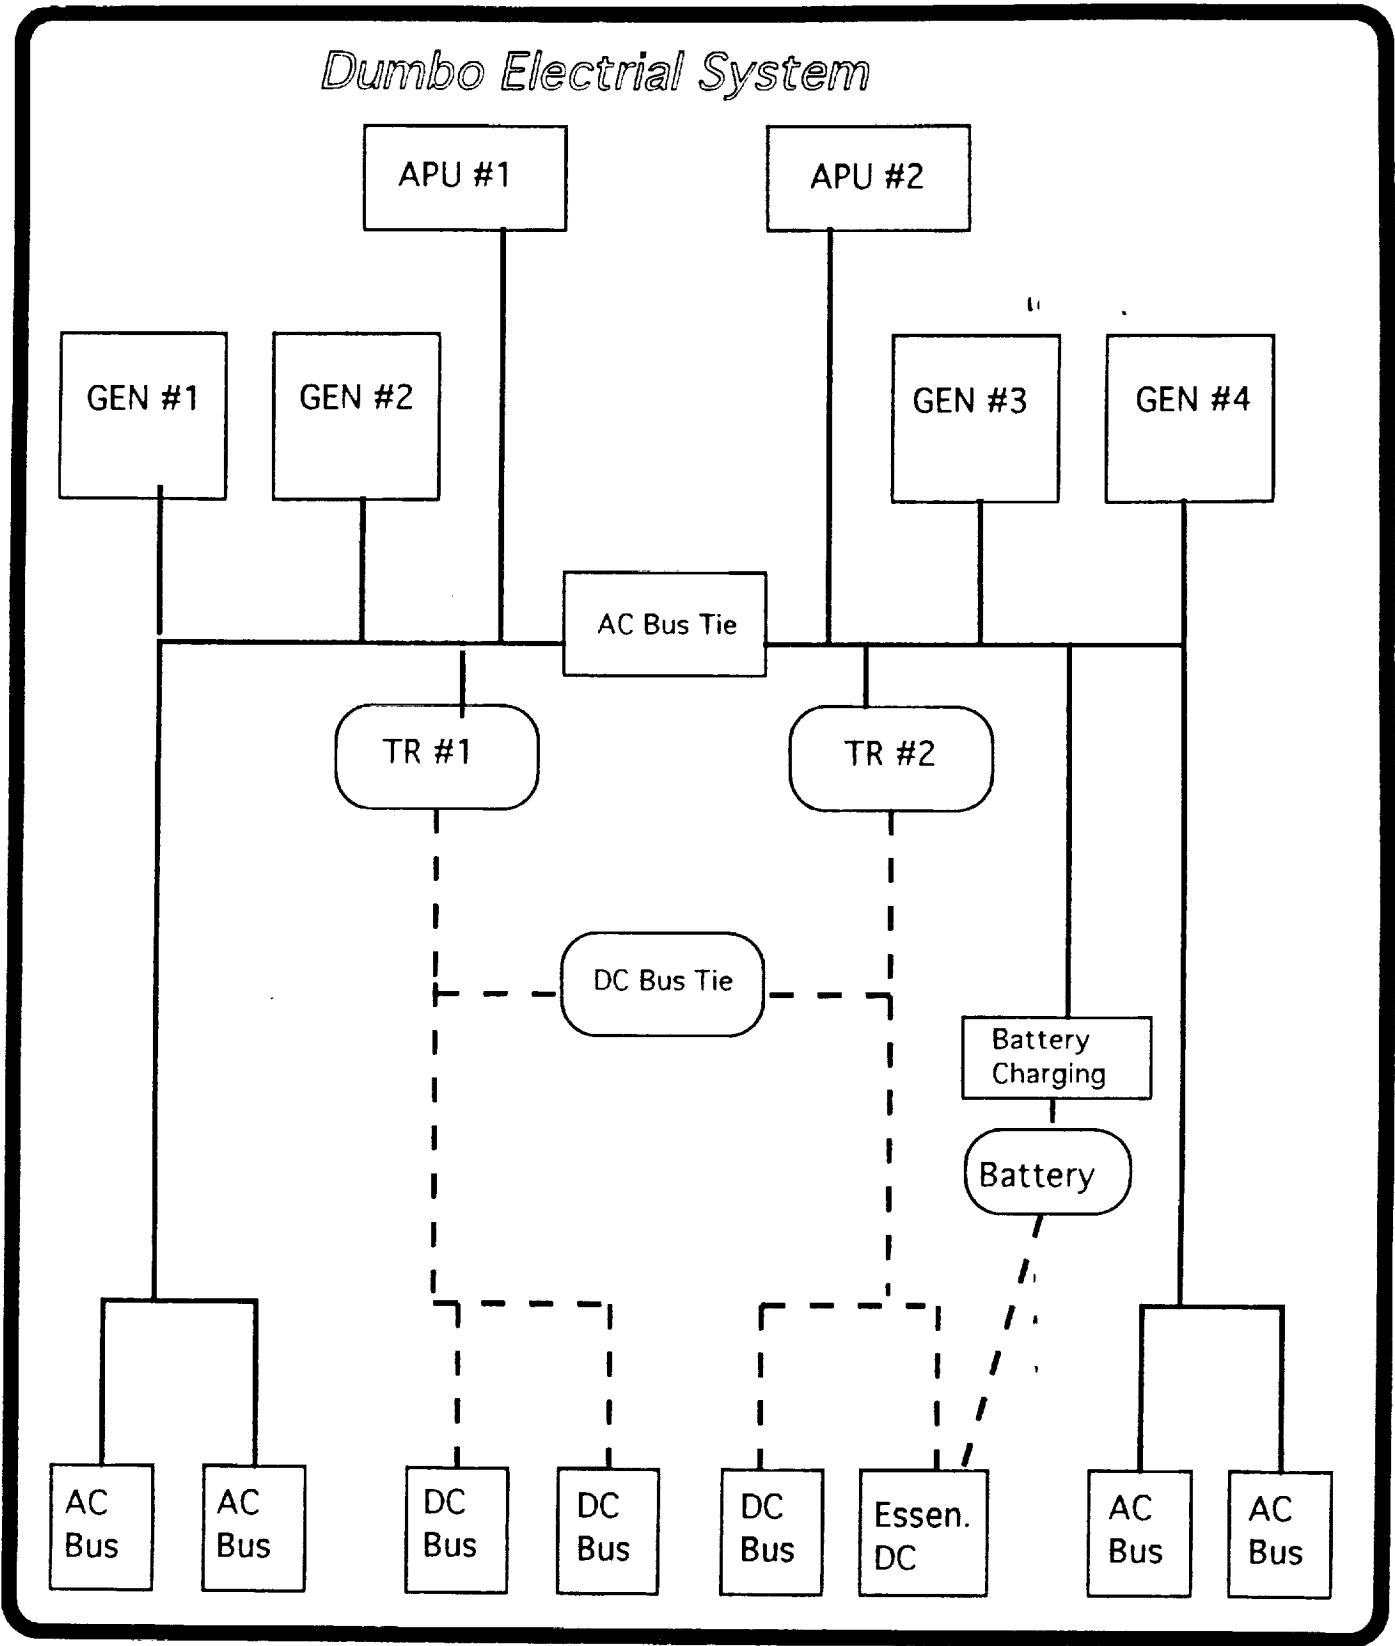 Dumbo Electrial System
APU #1
APU #2
GEN #1
GEN #2
GEN #3
GEN #4
AC Bus Tie
TR #1
TR #2
DC Bus Tie
Battery
Charging
Battery
AC
Bus
AC
Bus
DC
Bus
DC
Bus
DC
Bus
Essen.
DC
AC
Bus
AC
Bus